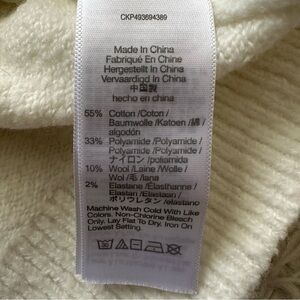 CKP493694389
Made In China
Fabriqué En Chine
Hergestellt In China
Vervaardigd In China
中国製
hecho en china
55% Cotton /Coton /
Baumwolle /Katoen /綿 /
algodón
33% Polyamide /Polyamide /
Polyamid /Polyamide /
ナイロン /poliamida
10% Wool /Laine /Wolle /
Wol /毛 /lana
2% Elastane /Élasthanne /
Elastan /Elastaan /
ポリウレタン /elastano
Machine Wash Cold With Like
Colors. Non-Chlorine Bleach
Only. Lay Flat To Dry. Iron On
Lowest Setting.